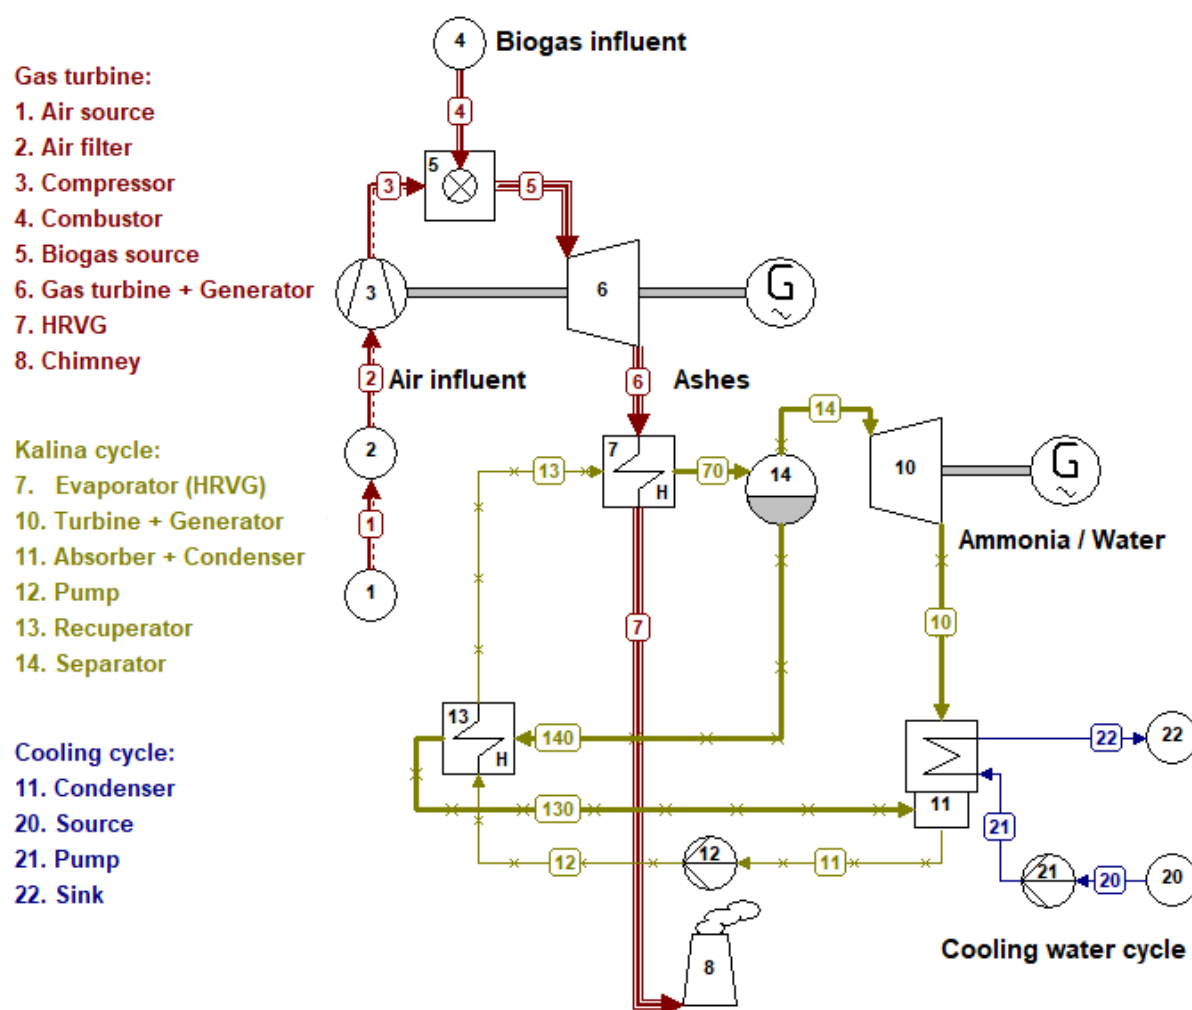 4
Biogas influent
Gas turbine:
1. Air source
2. Air filter
3. Compressor
4. Combustor
5. Biogas source
6. Gas turbine + Generator
7. HRVG
8. Chimney
4
5
3
5
3
6
G
2
Air influent
6
Ashes
14
Kalina cycle:
7. Evaporator (HRVG)
10. Turbine + Generator
11. Absorber + Condenser
12. Pump
13. Recuperator
14. Separator
2
13
7
H
70
14
10
G
1
Ammonia / Water
1
7
10
Cooling cycle:
11. Condenser
20. Source
21. Pump
22. Sink
13
H
140
22
22
130
11
21
12
12
11
21
20
20
8
Cooling water cycle